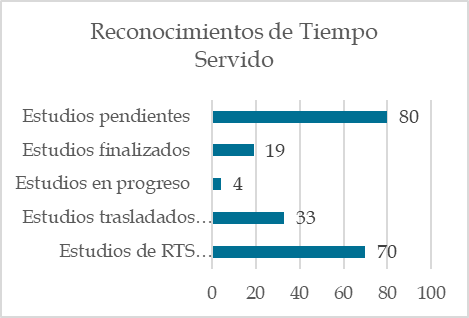 Reconocimientos de Tiempo
Servido
Estudios pendientes 80
Estudios finalizados 19
Estudios en progreso 4
Estudios trasladados... 33
Estudios de RTS... 70
0 20 40 60 80 100